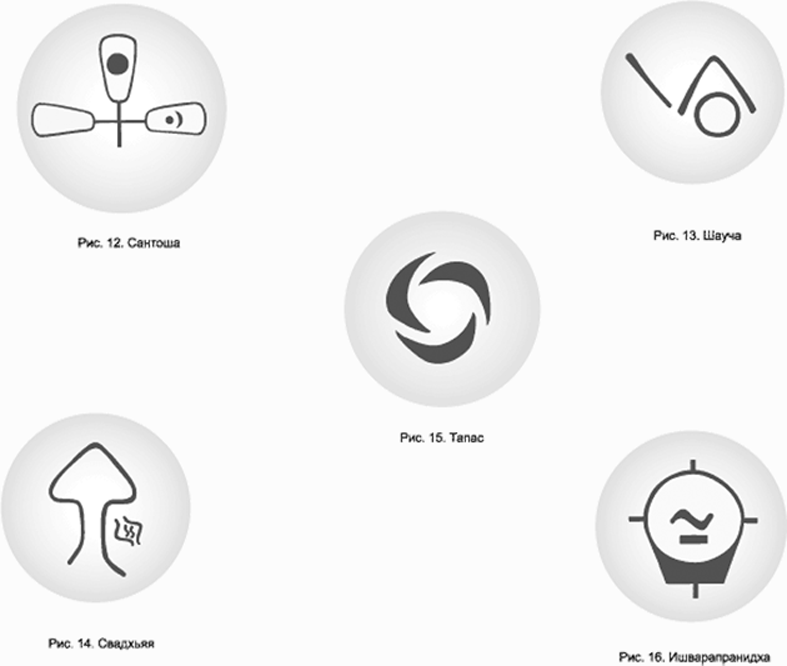 Рис. 12. Сантоша
Рис. 13. Шауча
Рис. 15. Тапас
Рис. 14. Свадхьяя
Рис. 16. Ишварапранидха